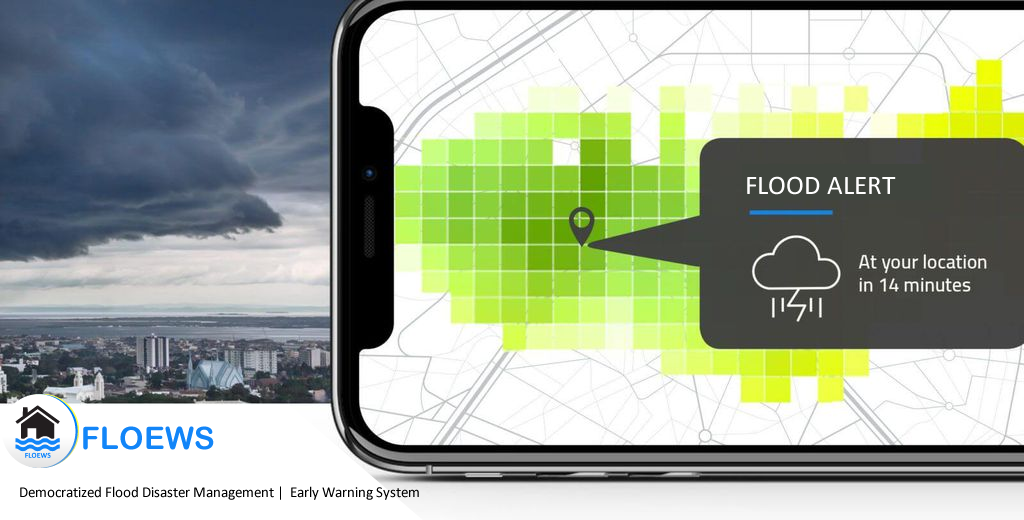 FLOOD ALERT
At your location
in 14 minutes
FLOEWS
FLOEWS
Democratized Flood Disaster Management | Early Warning System